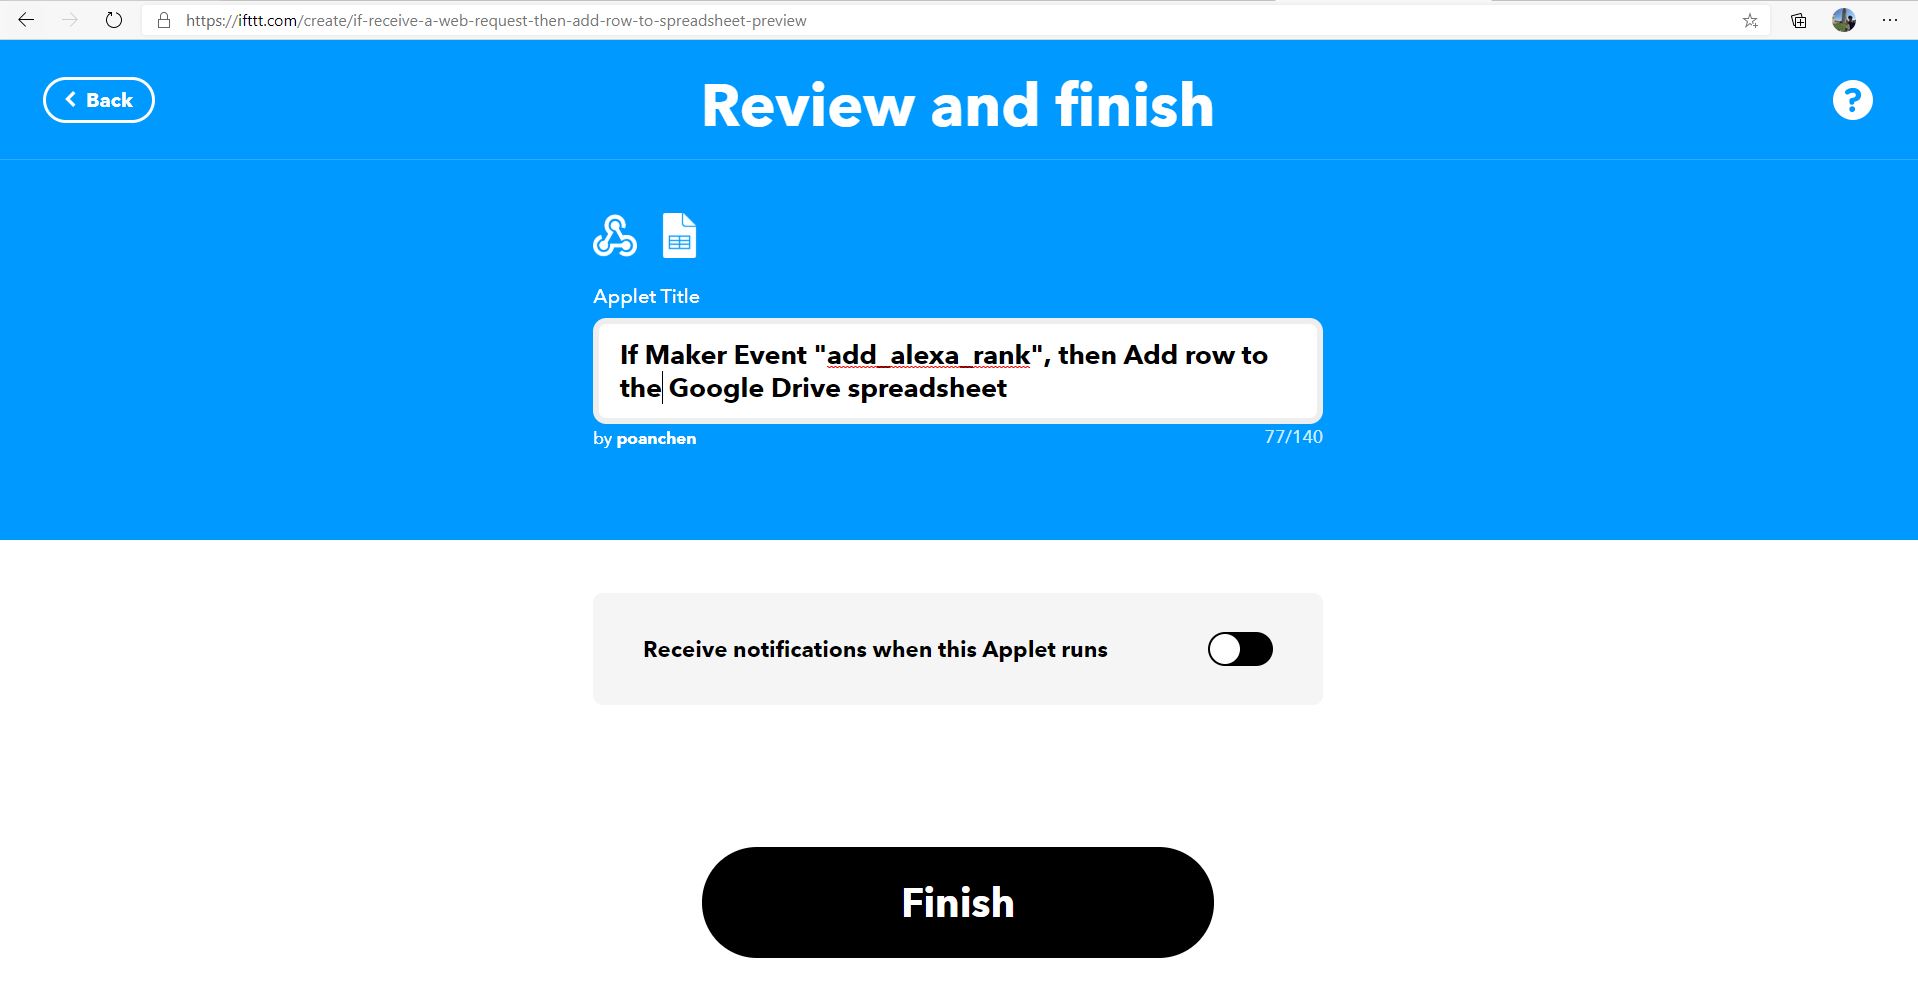 https://ifttt.com/create/if-receive-a-web-request-then-add-row-to-spreadsheet-preview
Back
Review and finish
?
Applet Title
If Maker Event "add_alexa_rank", then Add row to
the Google Drive spreadsheet
by poanchen
77/140
Receive notifications when this Applet runs
Finish